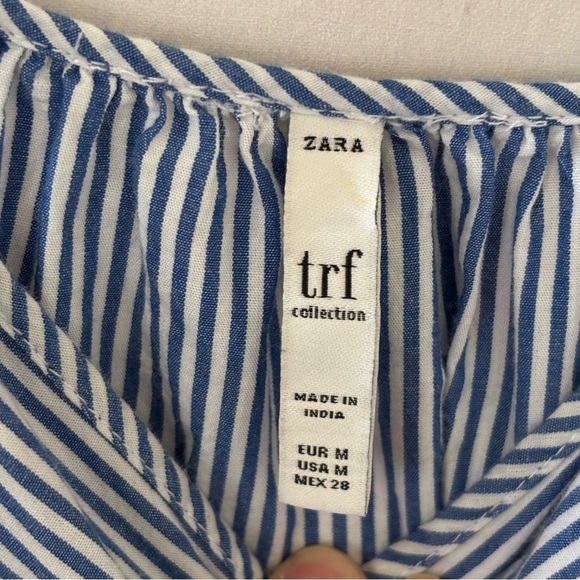 ZARA
trf
collection
MADE IN
INDIA
EUR M
USA M
MEX 28